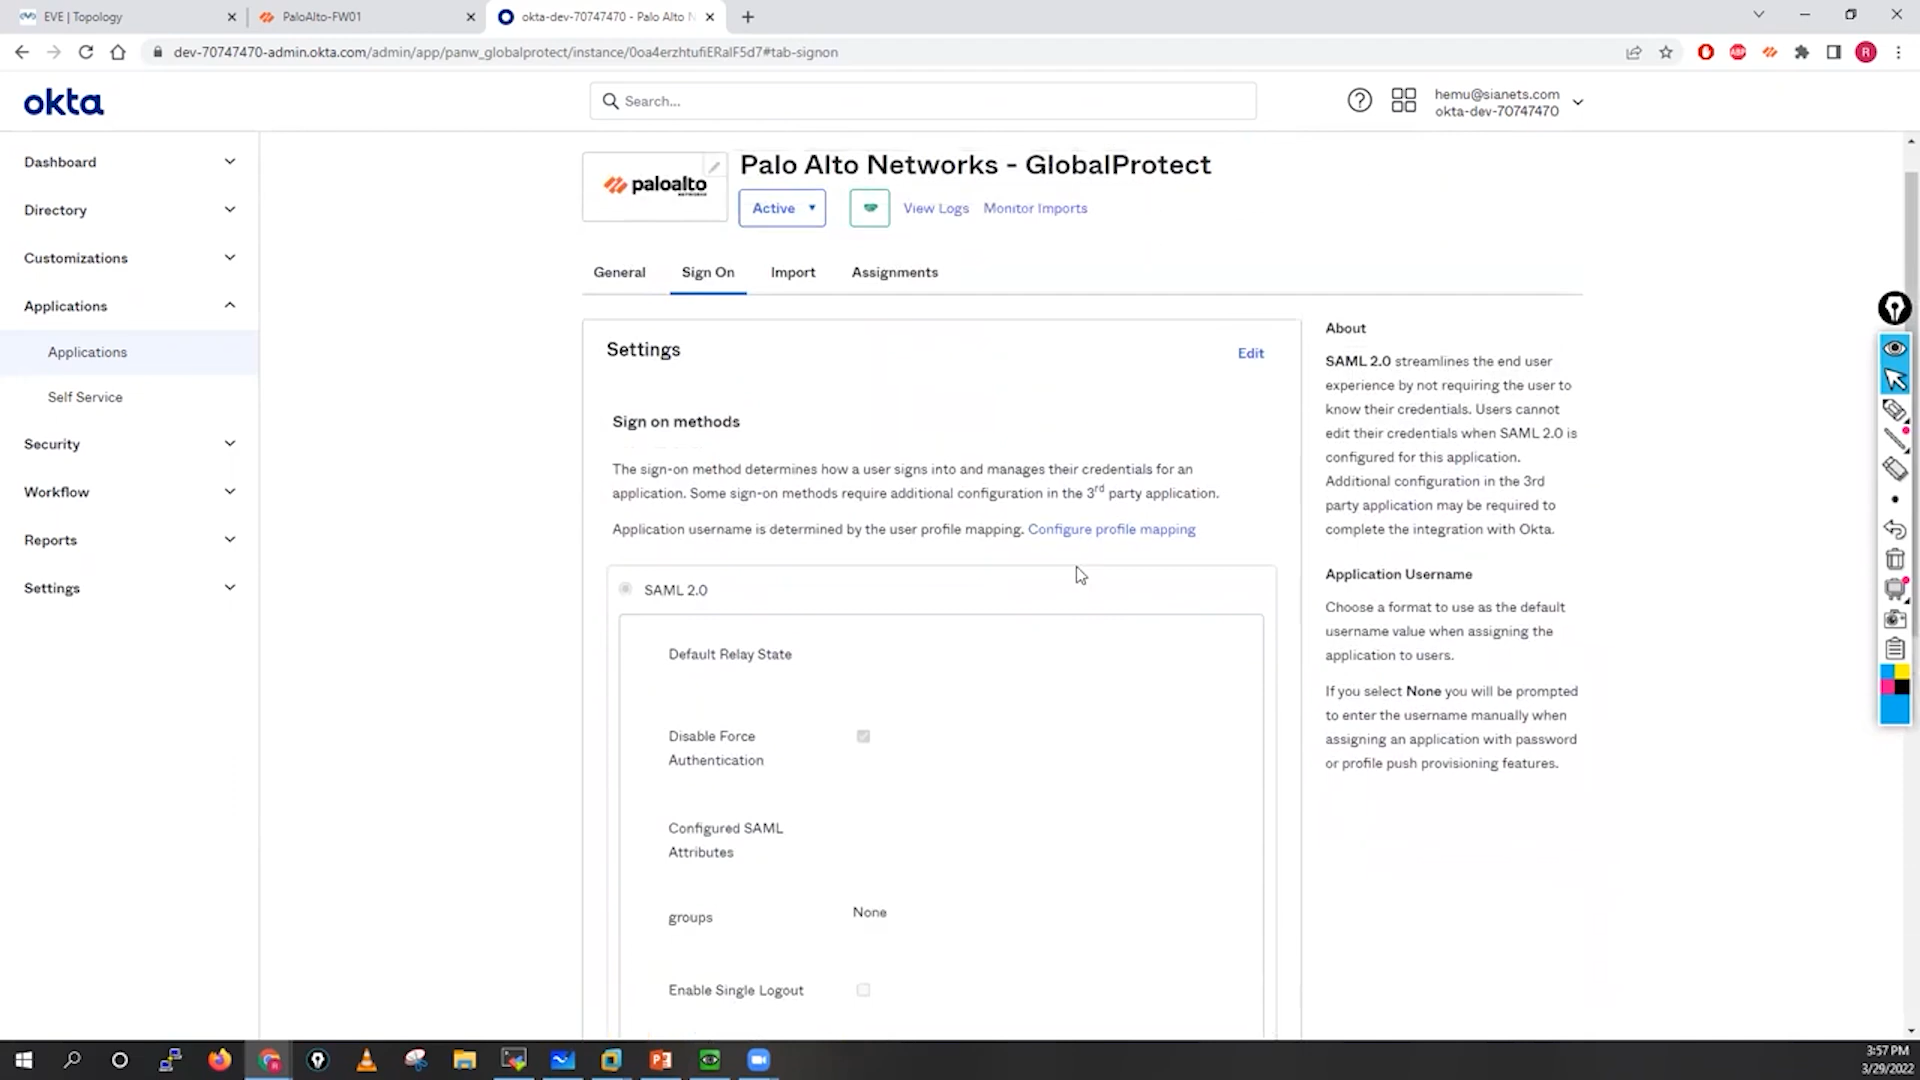 EVE | Topology
PaloAlto-FW01
okta-dev-70747470 - Palo Alto N
dev-70747470-admin.okta.com/admin/app/panw_globalprotect/instance/0oa4erzhtufiERalF5d7#tab-signon
ABP
R
okta
Search...
hemu@sianets.com
okta-dev-70747470
Dashboard
Directory
Customizations
Applications
Applications
Self Service
Security
Workflow
Reports
Settings
paloalto
NETWORKS
Palo Alto Networks - GlobalProtect
Active
View Logs
Monitor Imports
General
Sign On
Import
Assignments
Settings
Edit
Sign on methods
The sign-on method determines how a user signs into and manages their credentials for an
application. Some sign-on methods require additional configuration in the 3rd party application.
Application username is determined by the user profile mapping. Configure profile mapping
SAML 2.0
Default Relay State
Disable Force
Authentication
Configured SAML
Attributes
groups
None
Enable Single Logout
About
SAML 2.0 streamlines the end user
experience by not requiring the user to
know their credentials. Users cannot
edit their credentials when SAML 2.0 is
configured for this application.
Additional configuration in the 3rd
party application may be required to
complete the integration with Okta.
Application Username
Choose a format to use as the default
username value when assigning the
application to users.
If you select None you will be prompted
to enter the username manually when
assigning an application with password
or profile push provisioning features.
3:57 PM
3/29/2022